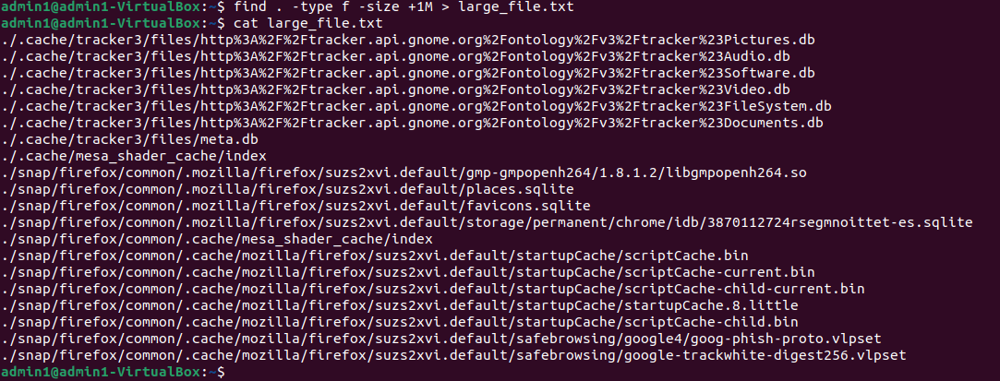 admin1@admin1-VirtualBox:~$ find . -type f -size +1M > large_file.txt
admin1@admin1-VirtualBox:~$ cat large_file.txt
./.cache/tracker3/files/http%3A%2F%2Ftracker.api.gnome.org%2Fontology%2Fv3%2Ftracker%23Pictures.db
./.cache/tracker3/files/http%3A%2F%2Ftracker.api.gnome.org%2Fontology%2Fv3%2Ftracker%23Audio.db
./.cache/tracker3/files/http%3A%2F%2Ftracker.api.gnome.org%2Fontology%2Fv3%2Ftracker%23Software.db
./.cache/tracker3/files/http%3A%2F%2Ftracker.api.gnome.org%2Fontology%2Fv3%2Ftracker%23Video.db
./.cache/tracker3/files/http%3A%2F%2Ftracker.api.gnome.org%2Fontology%2Fv3%2Ftracker%23FileSystem.db
./.cache/tracker3/files/http%3A%2F%2Ftracker.api.gnome.org%2Fontology%2Fv3%2Ftracker%23Documents.db
./.cache/tracker3/files/meta.db
./.cache/mesa_shader_cache/index
./snap/firefox/common/.mozilla/firefox/suzs2xvi.default/gmp-gmpopenh264/1.8.1.2/libgmpopenh264.so
./snap/firefox/common/.mozilla/firefox/suzs2xvi.default/places.sqlite
./snap/firefox/common/.mozilla/firefox/suzs2xvi.default/favicons.sqlite
./snap/firefox/common/.mozilla/firefox/suzs2xvi.default/storage/permanent/chrome/idb/3870112724rsegmnoittet-es.sqlite
./snap/firefox/common/.cache/mesa_shader_cache/index
./snap/firefox/common/.cache/mozilla/firefox/suzs2xvi.default/startupCache/scriptCache.bin
./snap/firefox/common/.cache/mozilla/firefox/suzs2xvi.default/startupCache/scriptCache-current.bin
./snap/firefox/common/.cache/mozilla/firefox/suzs2xvi.default/startupCache/scriptCache-child-current.bin
./snap/firefox/common/.cache/mozilla/firefox/suzs2xvi.default/startupCache/startupCache.8.little
./snap/firefox/common/.cache/mozilla/firefox/suzs2xvi.default/startupCache/scriptCache-child.bin
./snap/firefox/common/.cache/mozilla/firefox/suzs2xvi.default/safebrowsing/google4/goog-phish-proto.vlpset
./snap/firefox/common/.cache/mozilla/firefox/suzs2xvi.default/safebrowsing/google-trackwhite-digest256.vlpset
admin1@admin1-VirtualBox:~$